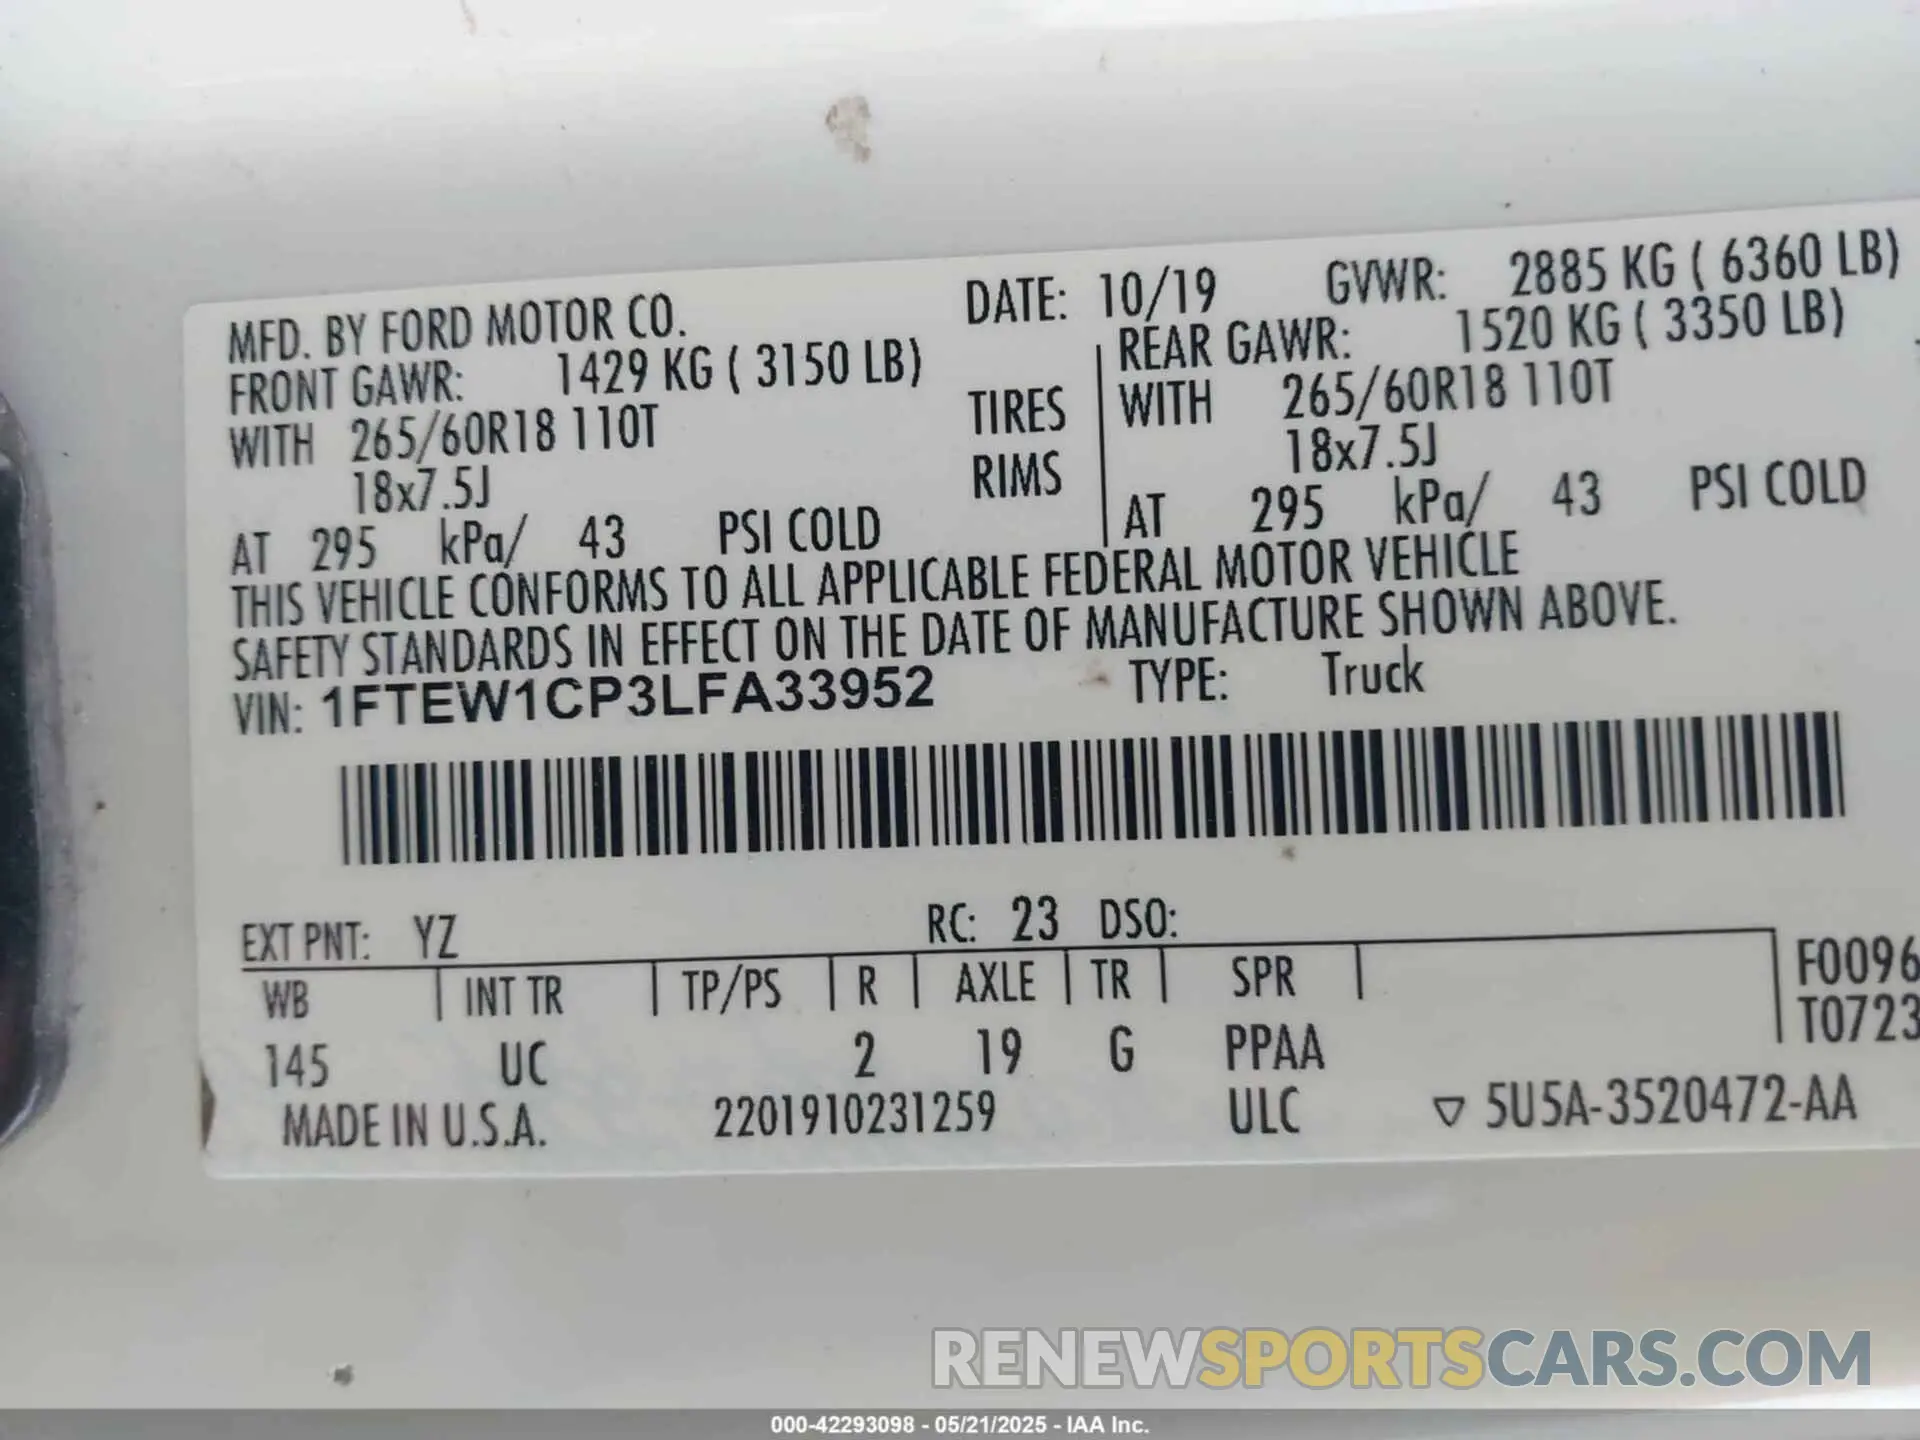 MFD. BY FORD MOTOR CO. DATE: 10/19 GVWR: 2885 KG ( 6360 LB)
FRONT GAWR: 1429 KG ( 3150 LB) REAR GAWR: 1520 KG ( 3350 LB)
WITH 265/60R18 110T TIRES WITH 265/60R18 110T
18x7.5J RIMS 18x7.5J
AT 295 kPa/ 43 PSI COLD AT 295 kPa/ 43 PSI COLD
THIS VEHICLE CONFORMS TO ALL APPLICABLE FEDERAL MOTOR VEHICLE
SAFETY STANDARDS IN EFFECT ON THE DATE OF MANUFACTURE SHOWN ABOVE.
VIN: 1FTEW1CP3LFA33952 TYPE: Truck
EXT PNT: YZ RC: 23 DSO:
WB INT TR TP/PS R AXLE TR SPR F0096
T0723
145 UC 2 19 G PPAA
MADE IN U.S.A. 2201910231259 ULC ▽ 5U5A-3520472-AA
RENEWSPORTSCARS.COM
000-42293098 - 05/21/2025 - IAA Inc.